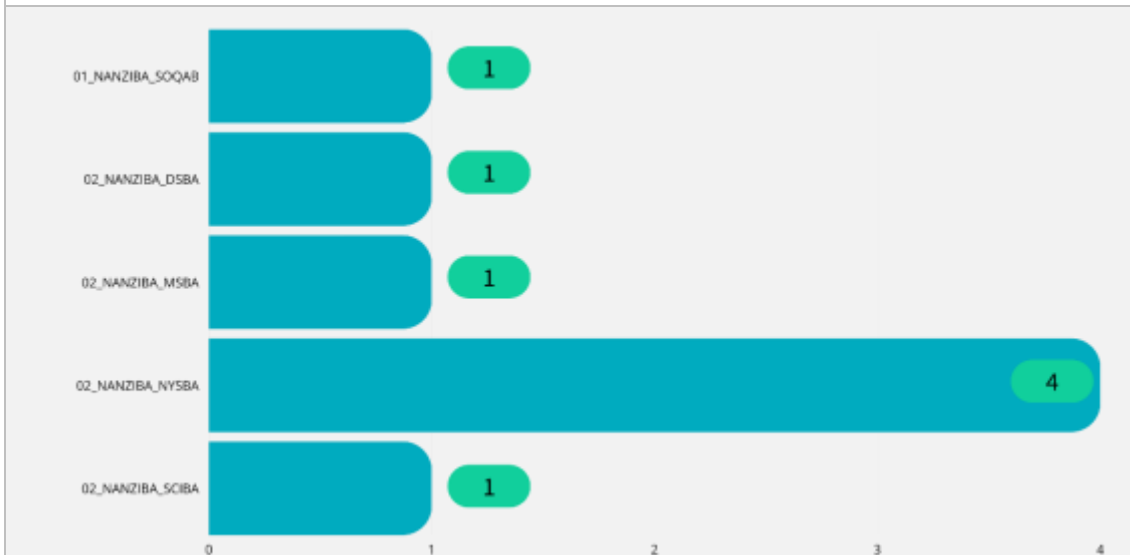 01_NANZIBA_SOQAB 1
02_NANZIBA_DSBA 1
02_NANZIBA_MSBA 1
02_NANZIBA_NYSBA 4
02_NANZIBA_SCIBA 1
0 1 2 3 4